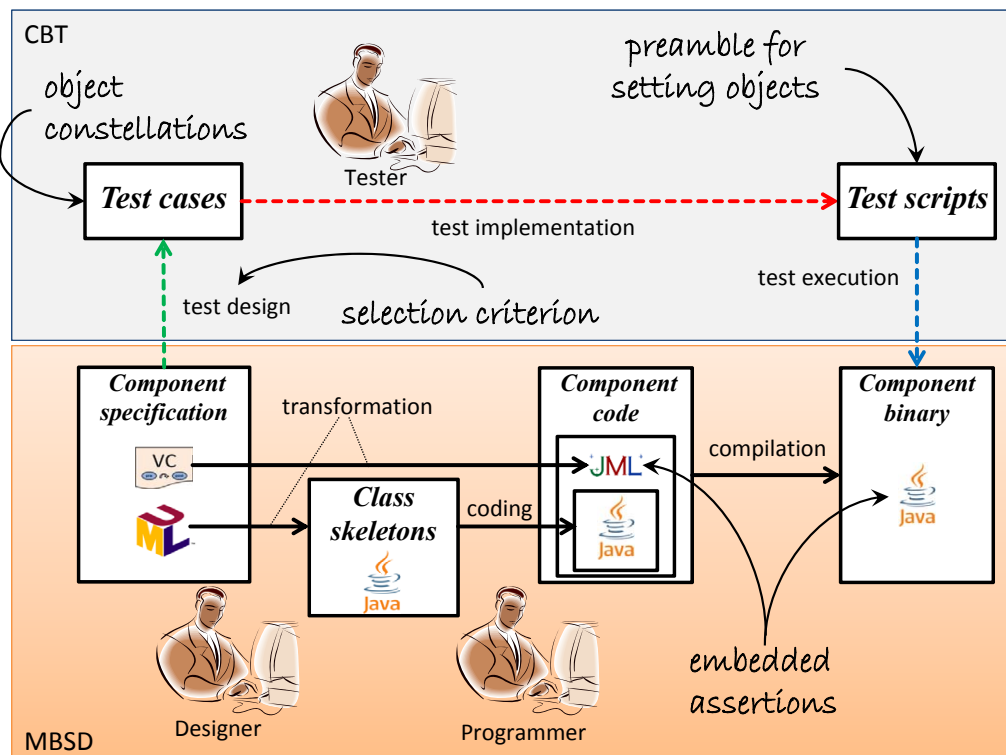 CBT
object
constellations
preamble for
setting objects
Tester
Test cases
Test scripts
test implementation
test design
selection criterion
test execution
Component
specification
VC
UML
transformation
Class
skeletons
Java
coding
Component
code
JML
Java
compilation
Component
binary
Java
embedded
assertions
Designer
Programmer
MBSD